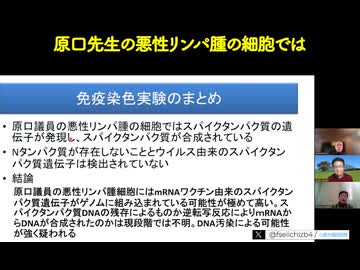 原口先生の悪性リンパ腫の細胞では
免疫染色実験のまとめ
• 原口議員の悪性リンパ腫の細胞ではスパイクタンパク質の遺
伝子が発現し、スパイクタンパク質が合成されている
• Nタンパク質が存在しないこととウイルス由来のスパイクタン
パク質遺伝子は検出されていない
• 結論
原口議員の悪性リンパ腫細胞にはmRNAワクチン由来のスパイクタン
パク質遺伝子がゲノムに組み込まれている可能性が極めて高い。ス
パイクタンパク質DNAの残存によるものか逆転写反応によりmRNAか
らDNAが合成されたのかは現段階では不明。DNA汚染による可能性
が強く疑われる
@fseiichizb4 /